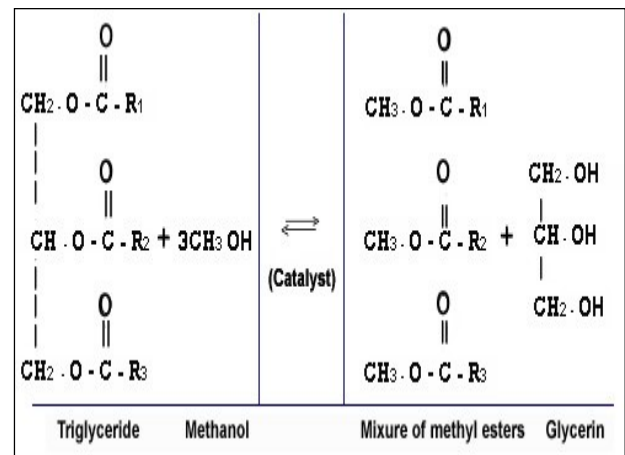 O                    O
||                    ||
CH2 - O - C - R1                    CH3 - O - C - R1
|
O                    O                    CH2 - OH
||                    ||                    |
CH - O - C - R2 + 3CH3 OH   ⇌   CH3 - O - C - R2   +   CH - OH
(Catalyst)
|                    O                    O                    |
||                    ||                    CH2 - OH
CH2 - O - C - R3                    CH3 - O - C - R3
Triglyceride   Methanol   Mixure of methyl esters   Glycerin